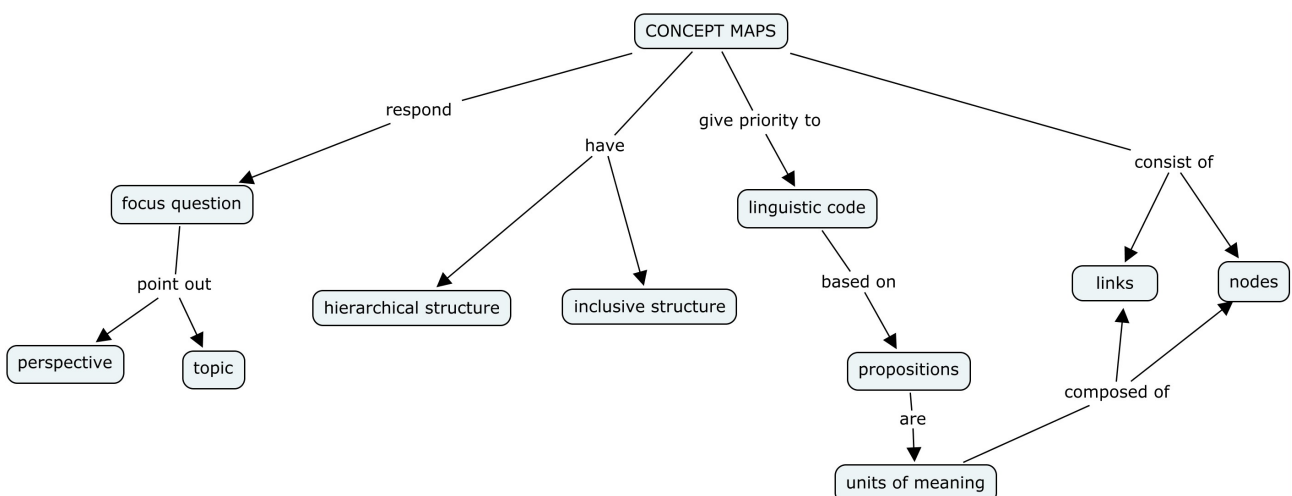 CONCEPT MAPS
respond
have
give priority to
consist of
focus question
linguistic code
point out
based on
links
nodes
hierarchical structure
inclusive structure
perspective
topic
propositions
composed of
are
units of meaning